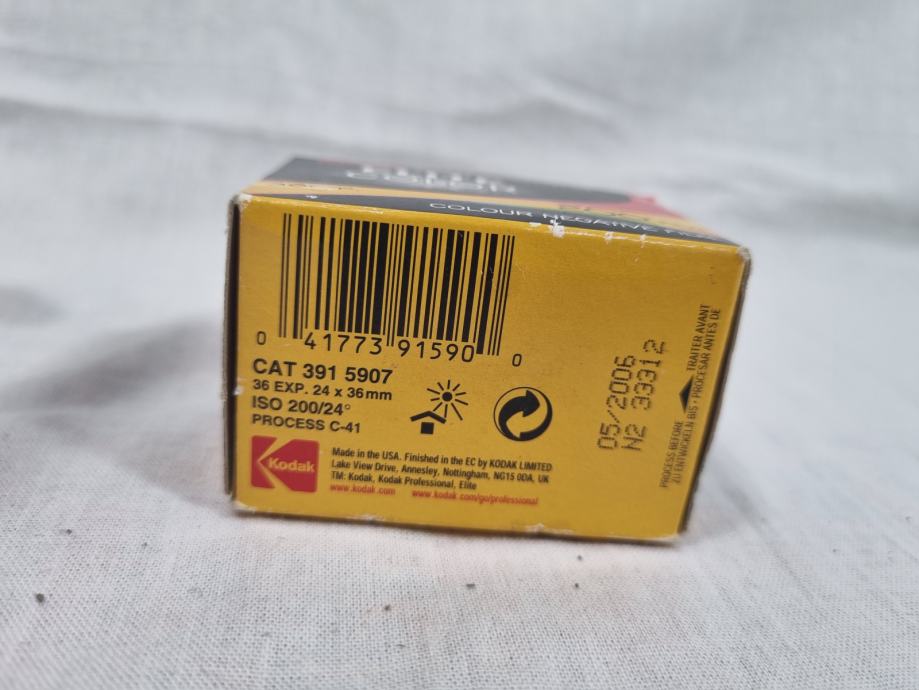 COLOUR NEGATIVE FILM
0 41773 91590 0
CAT 391 5907
36 EXP. 24 x 36mm
ISO 200/24°
PROCESS C-41
Kodak
Made in the USA. Finished in the EC by KODAK LIMITED
Lake View Drive, Annesley, Nottingham, NG15 0DA, UK
TM: Kodak, Kodak Professional, Elite
www.kodak.com www.kodak.com/go/professional
05/2006
N2 33312
PROCESS BEFORE ◀ TRAITER AVANT
ZU ENTWICKELN BIS · PROCESAR ANTES DE